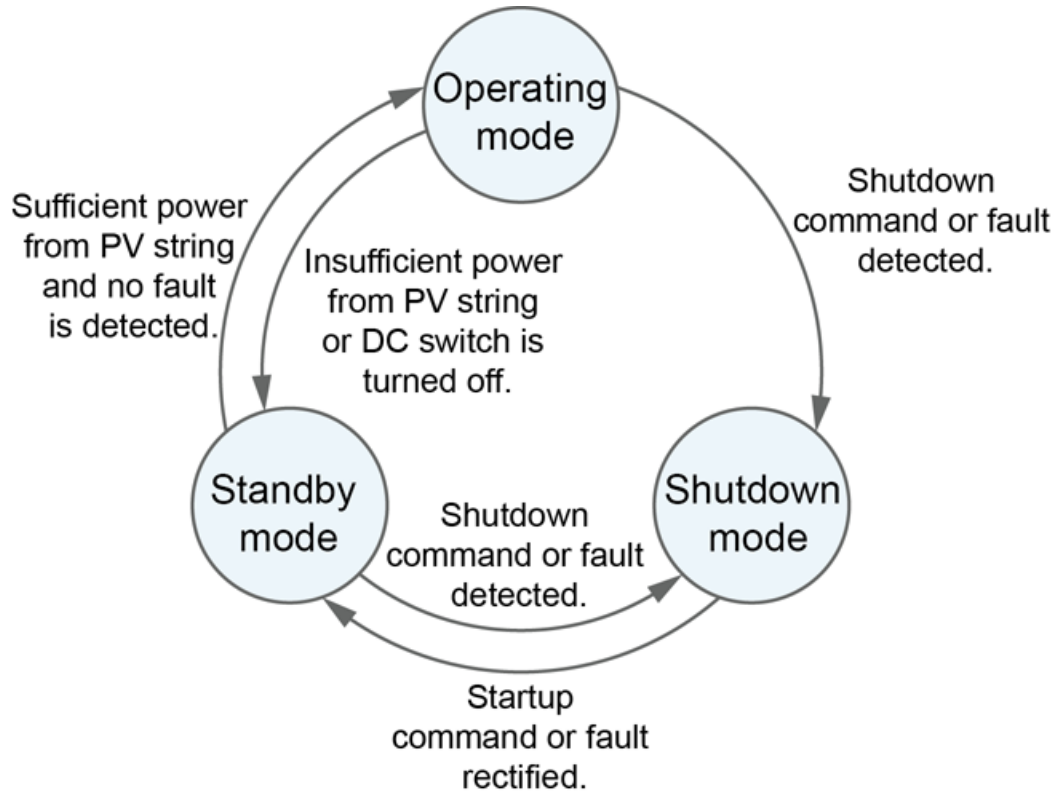 Operating
mode
Sufficient power
from PV string
and no fault
is detected.
Insufficient power
from PV string
or DC switch is
turned off.
Shutdown
command or fault
detected.
Standby
mode
Shutdown
command or fault
detected.
Shutdown
mode
Startup
command or fault
rectified.